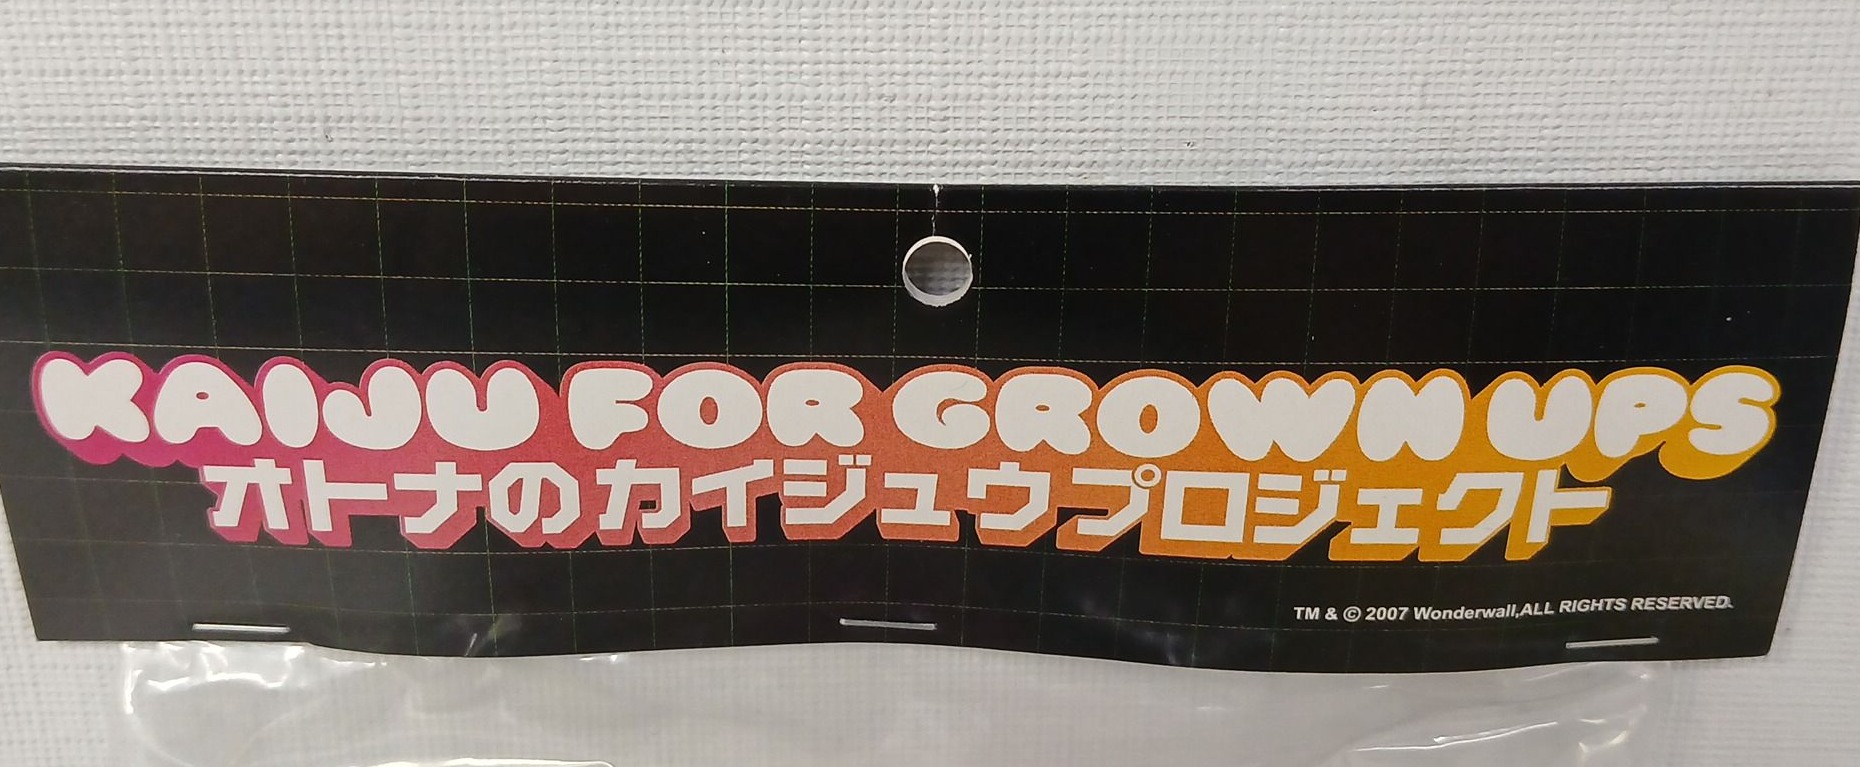 KAIJU FOR GROWN UPS
オトナのカイジュウプロジェクト
TM & © 2007 Wonderwall,ALL RIGHTS RESERVED.